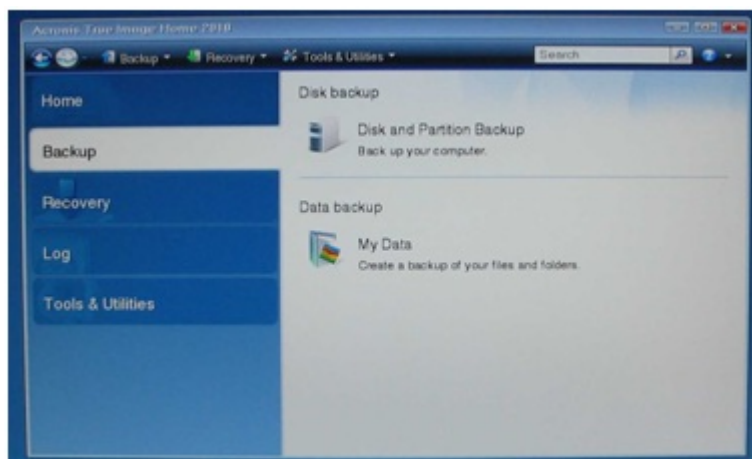 Acronis True Image Home 2010
Backup Recovery Tools & Utilities Search
Home
Backup
Recovery
Log
Tools & Utilities
Disk backup
Disk and Partition Backup
Back up your computer.
Data backup
My Data
Create a backup of your files and folders.